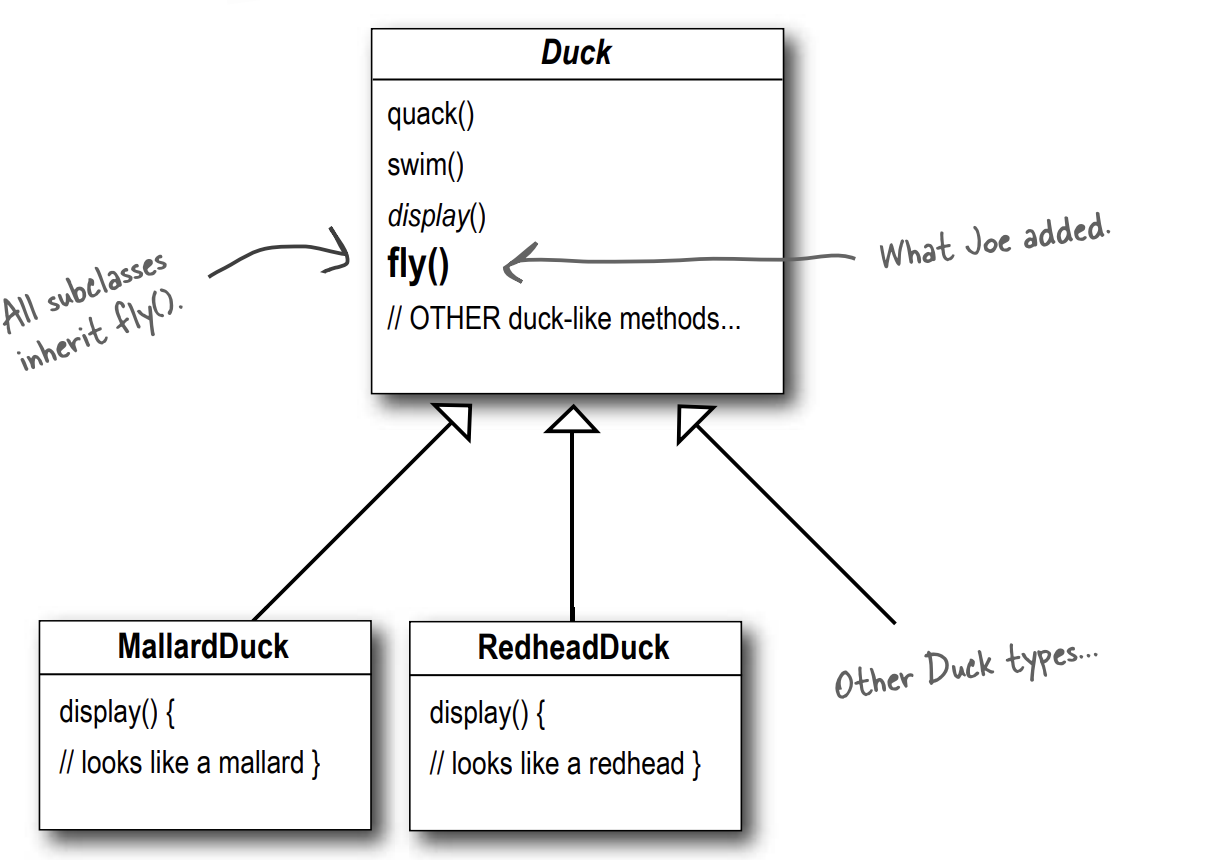 Duck
quack()
swim()
display()
fly()
// OTHER duck-like methods...
All subclasses
inherit fly().
What Joe added.
MallardDuck
display() {
// looks like a mallard }
RedheadDuck
display() {
// looks like a redhead }
Other Duck types...